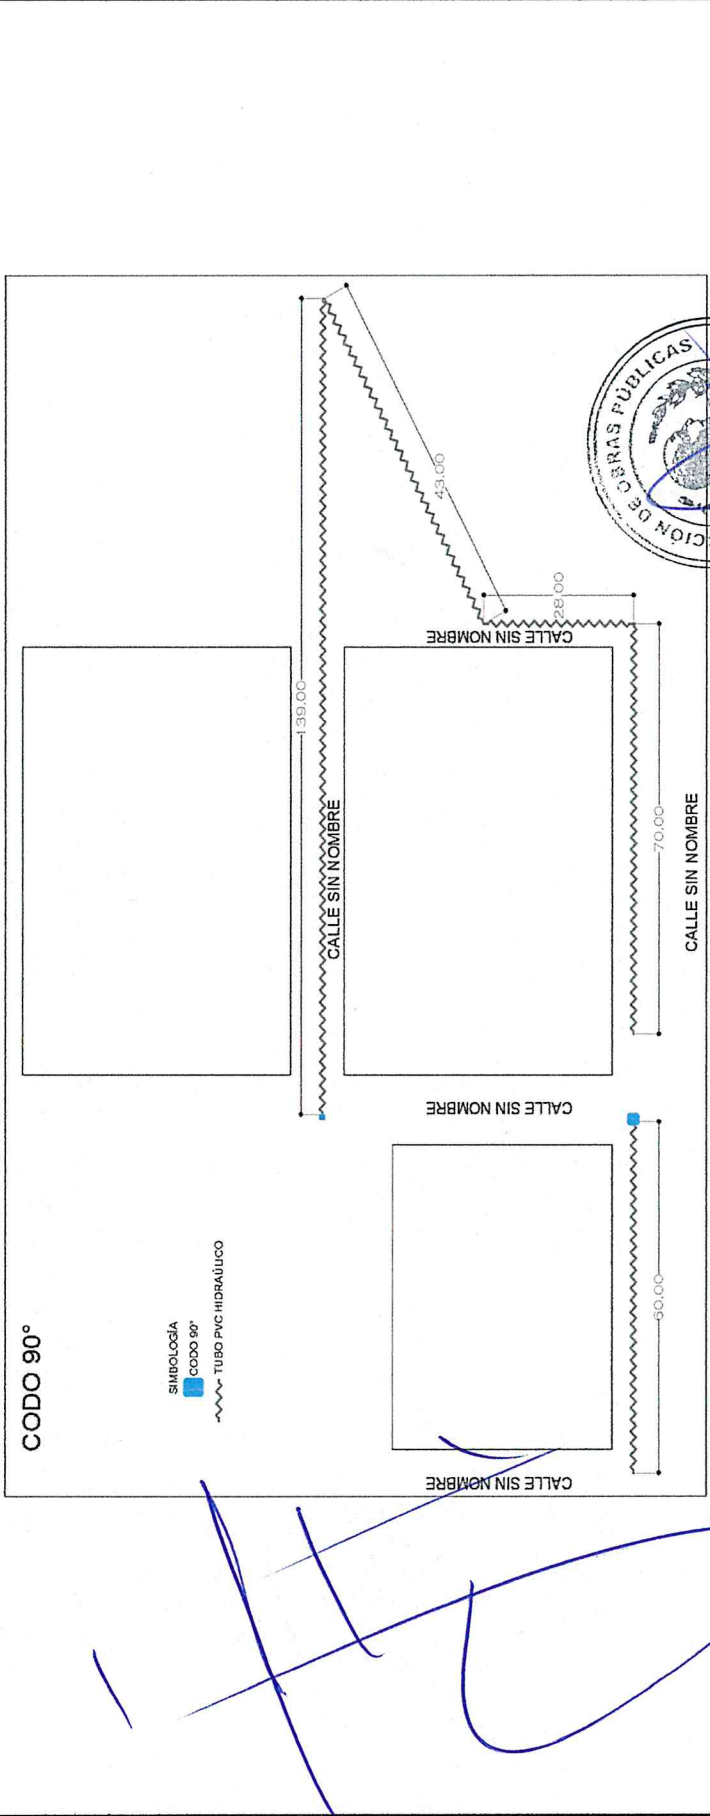 CODO 90°
SIMBOLOGÍA
CODO 90°
TUBO PVC HIDRAÚLICO
139.00
CALLE SIN NOMBRE
43.00
28.00
CALLE SIN NOMBRE
70.00
CALLE SIN NOMBRE
CALLE SIN NOMBRE
60.00
CALLE SIN NOMBRE
CIÓN DE OBRAS PÚBLICAS